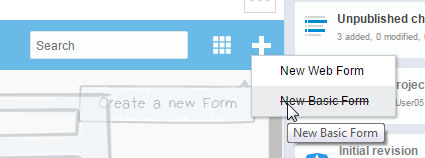 Unpublished ch
3 added, 0 modified,
Search
New Web Form
Create a new Form
New Basic Form
User05
New Basic Form
Initial revision